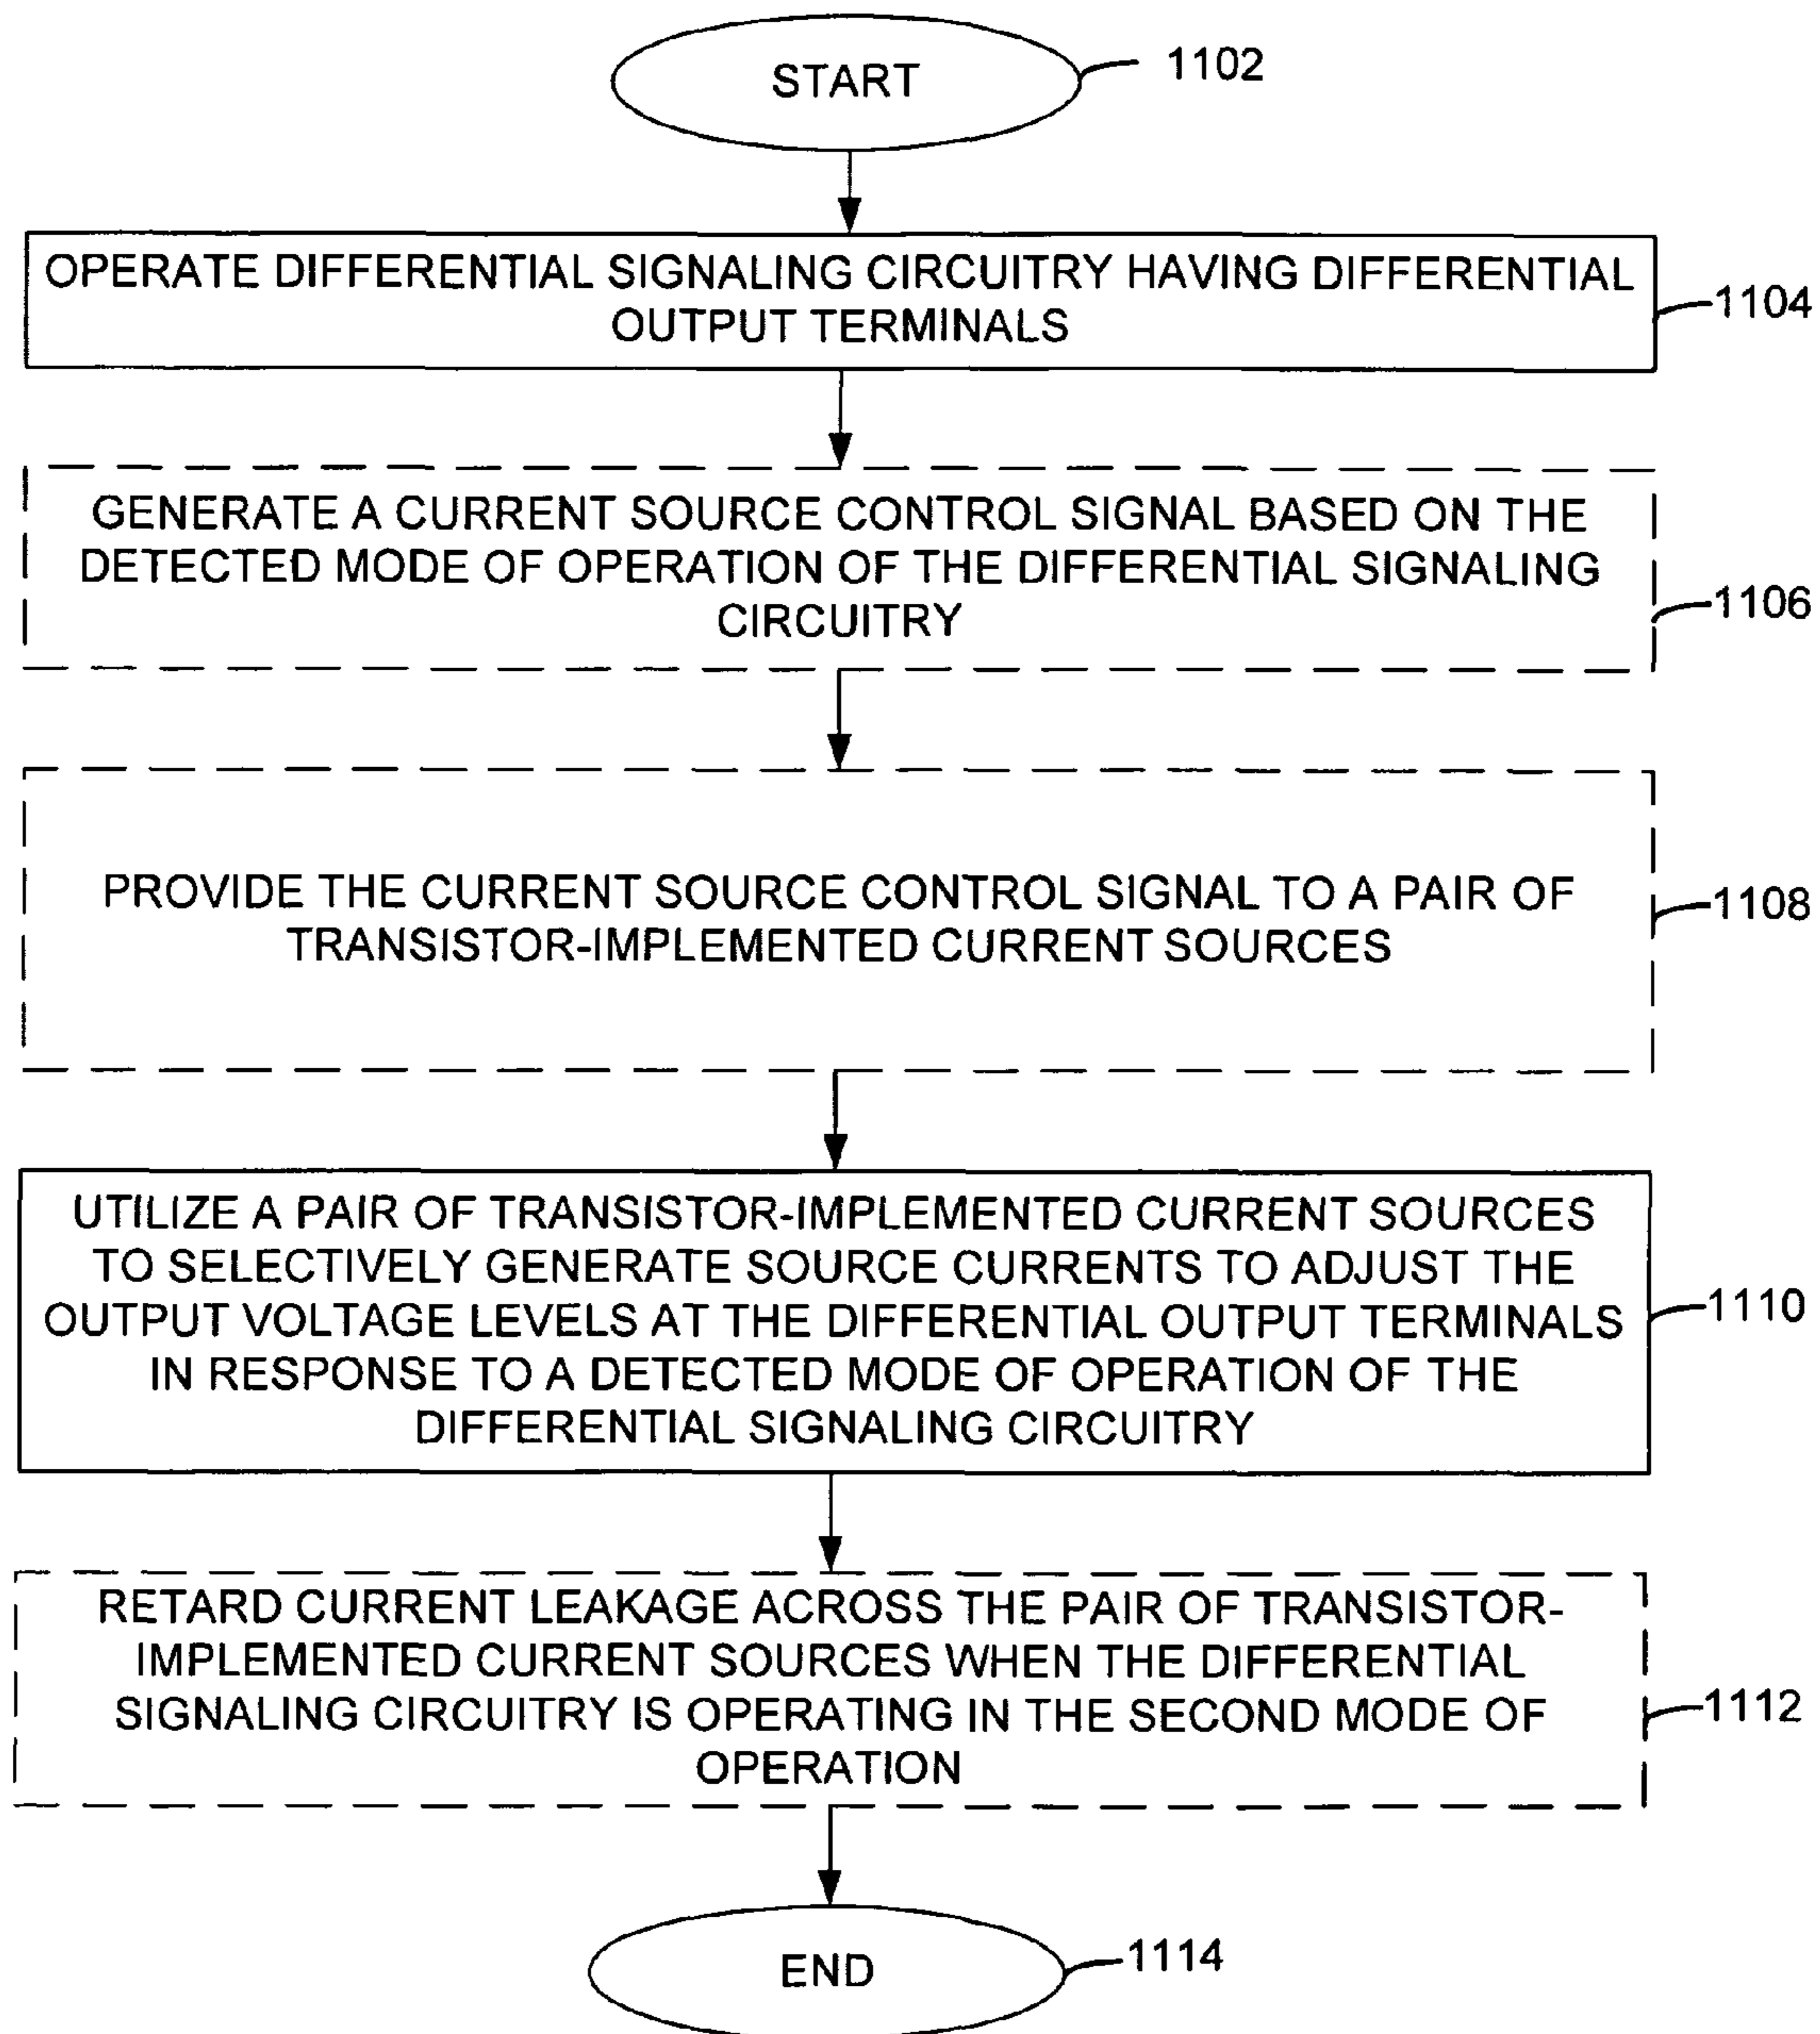 START
1102
OPERATE DIFFERENTIAL SIGNALING CIRCUITRY HAVING DIFFERENTIAL
OUTPUT TERMINALS
1104
GENERATE A CURRENT SOURCE CONTROL SIGNAL BASED ON THE
DETECTED MODE OF OPERATION OF THE DIFFERENTIAL SIGNALING
CIRCUITRY
1106
PROVIDE THE CURRENT SOURCE CONTROL SIGNAL TO A PAIR OF
TRANSISTOR-IMPLEMENTED CURRENT SOURCES
1108
UTILIZE A PAIR OF TRANSISTOR-IMPLEMENTED CURRENT SOURCES
TO SELECTIVELY GENERATE SOURCE CURRENTS TO ADJUST THE
OUTPUT VOLTAGE LEVELS AT THE DIFFERENTIAL OUTPUT TERMINALS
IN RESPONSE TO A DETECTED MODE OF OPERATION OF THE
DIFFERENTIAL SIGNALING CIRCUITRY
1110
RETARD CURRENT LEAKAGE ACROSS THE PAIR OF TRANSISTOR-
IMPLEMENTED CURRENT SOURCES WHEN THE DIFFERENTIAL
SIGNALING CIRCUITRY IS OPERATING IN THE SECOND MODE OF
OPERATION
1112
END
1114